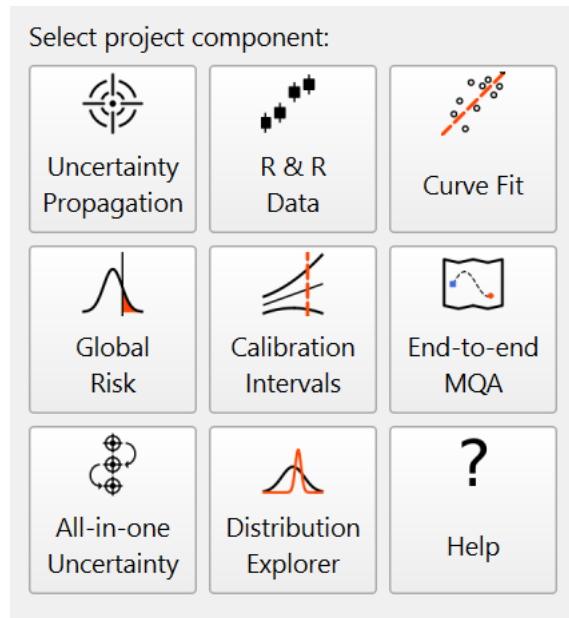 Select project component:
Uncertainty
Propagation
R & R
Data
Curve Fit
Global
Risk
Calibration
Intervals
End-to-end
MQA
All-in-one
Uncertainty
Distribution
Explorer
?
Help